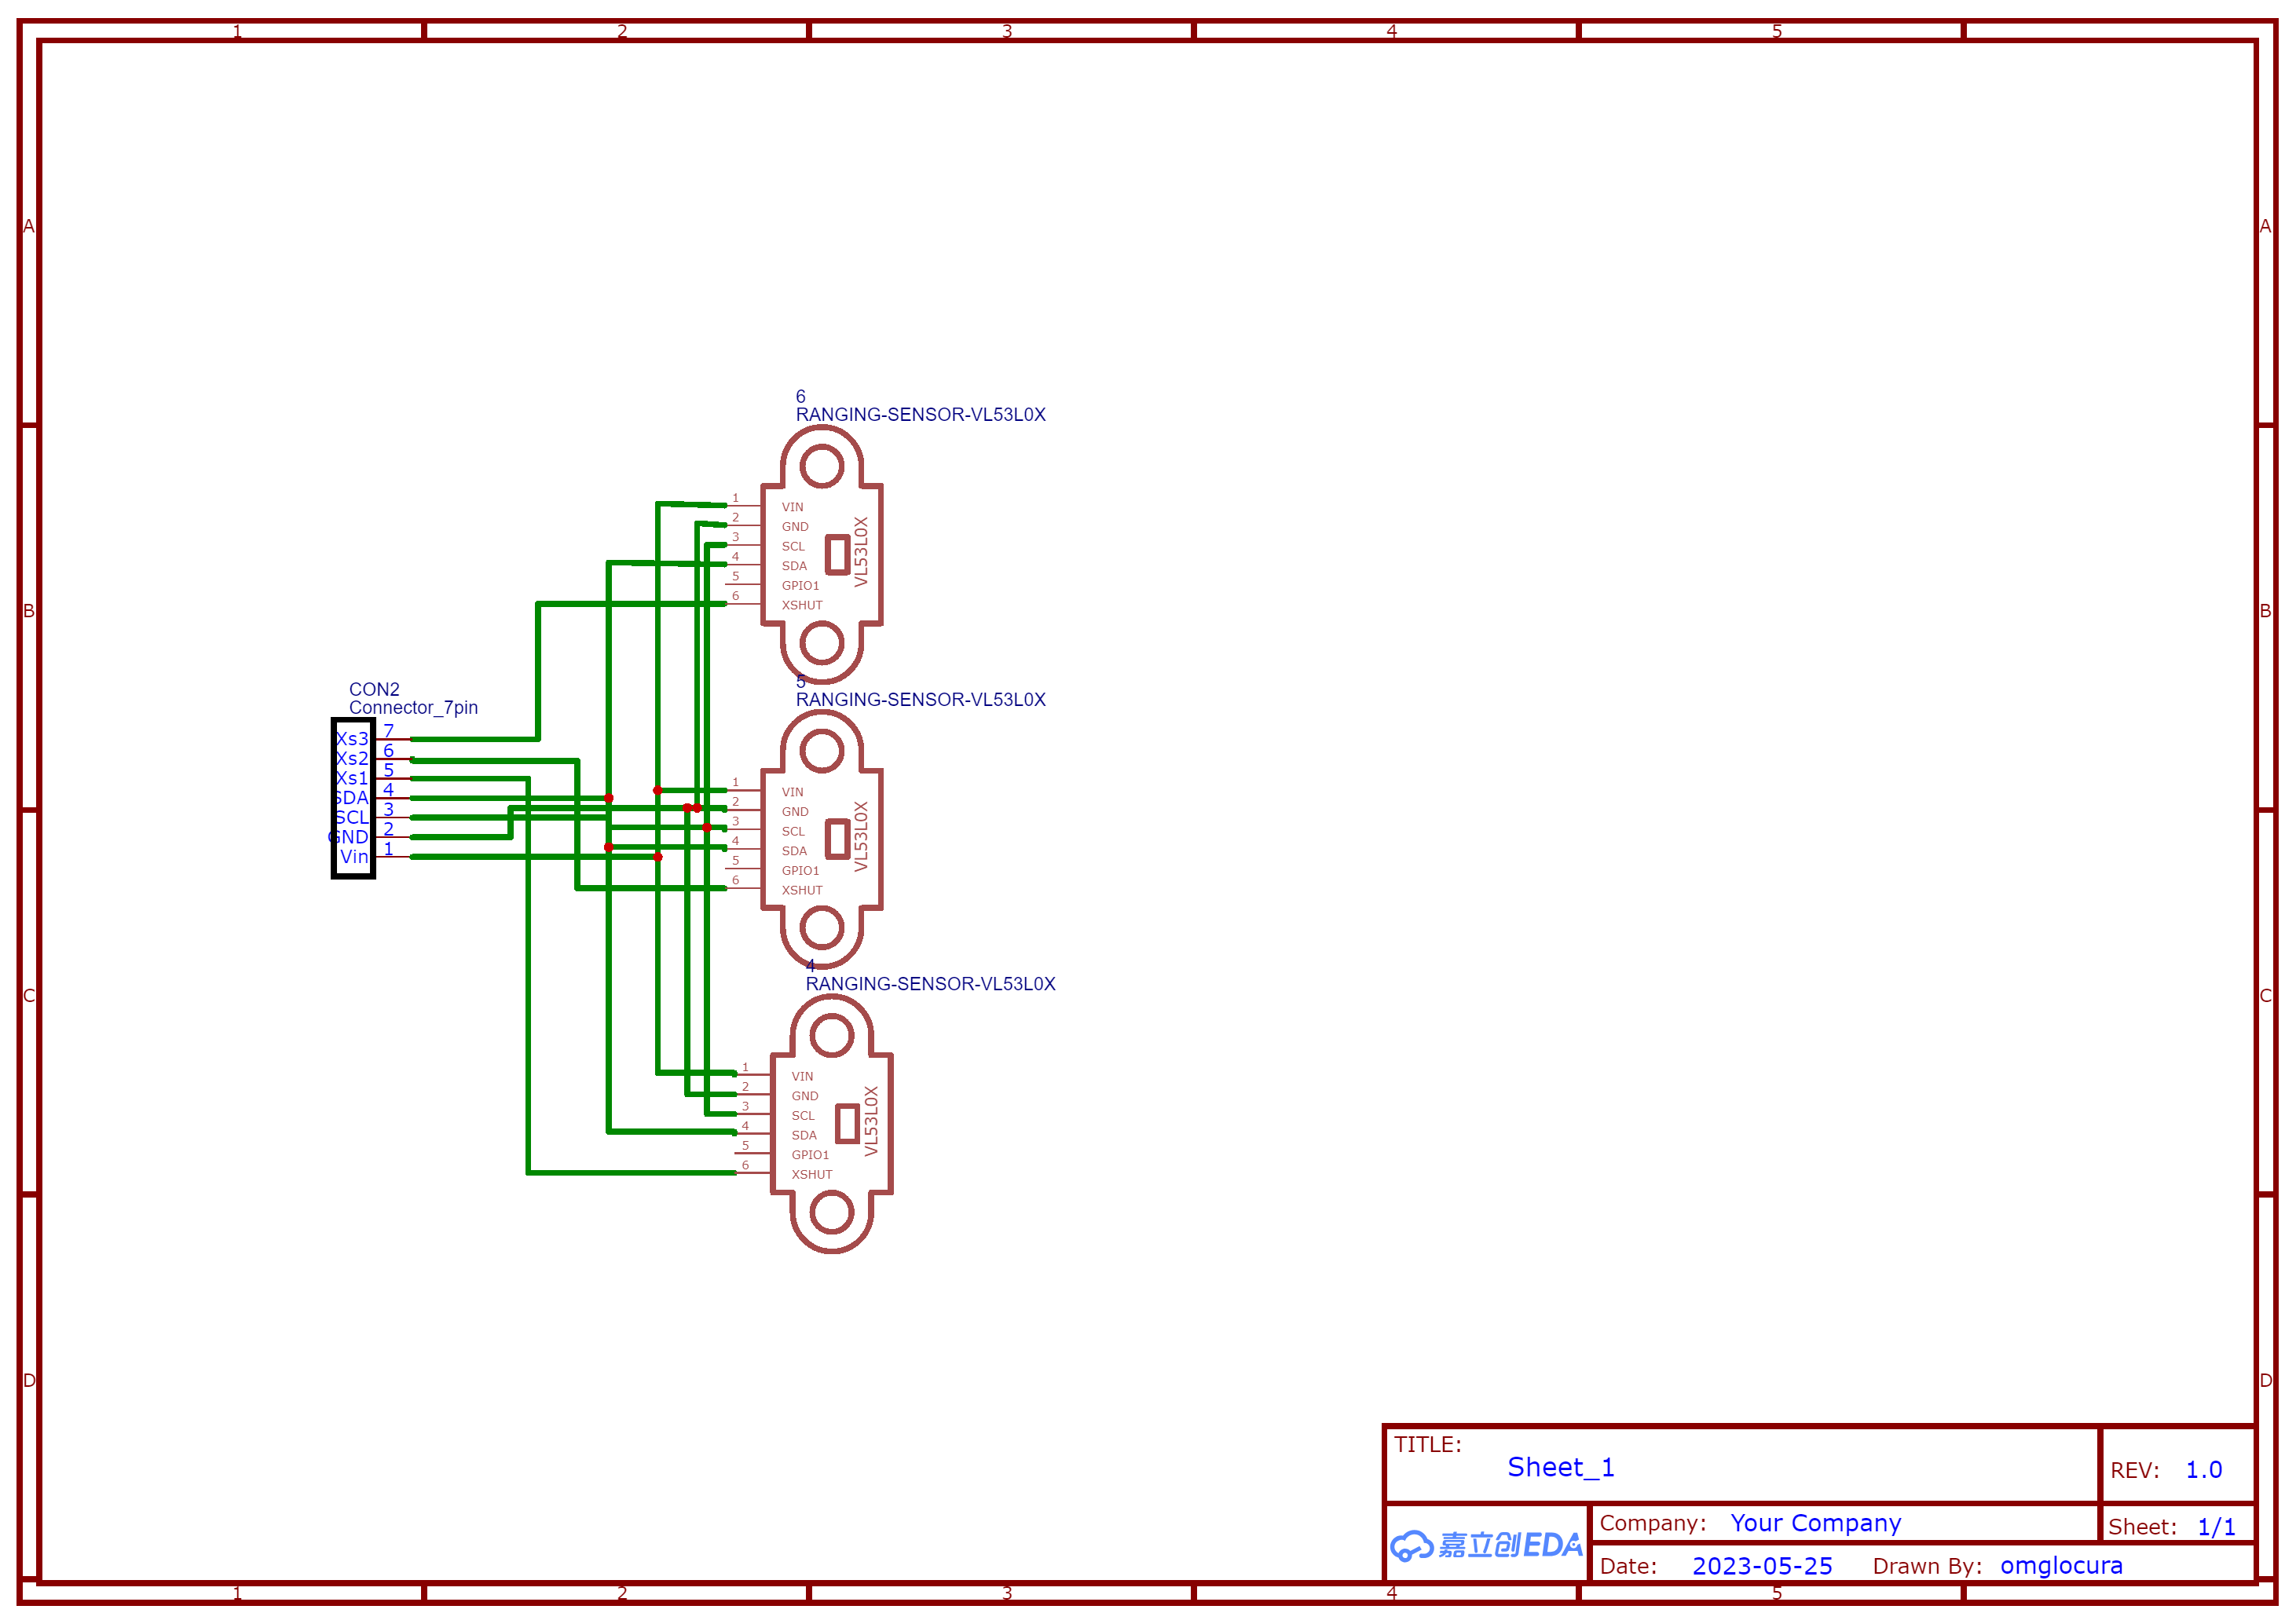 1 2 3 4 5
A A
B B
C C
D D
6
RANGING-SENSOR-VL53L0X
1 VIN
2 GND
3 SCL
4 SDA
5 GPIO1
6 XSHUT
VL53L0X
CON2
Connector_7pin
Xs3 7
Xs2 6
Xs1 5
SDA 4
SCL 3
GND 2
Vin 1
5
RANGING-SENSOR-VL53L0X
1 VIN
2 GND
3 SCL
4 SDA
5 GPIO1
6 XSHUT
VL53L0X
4
RANGING-SENSOR-VL53L0X
1 VIN
2 GND
3 SCL
4 SDA
5 GPIO1
6 XSHUT
VL53L0X
TITLE:
Sheet_1
REV: 1.0
嘉立创EDA
Company: Your Company
Sheet: 1/1
Date: 2023-05-25 Drawn By: omglocura
1 2 3 4 5